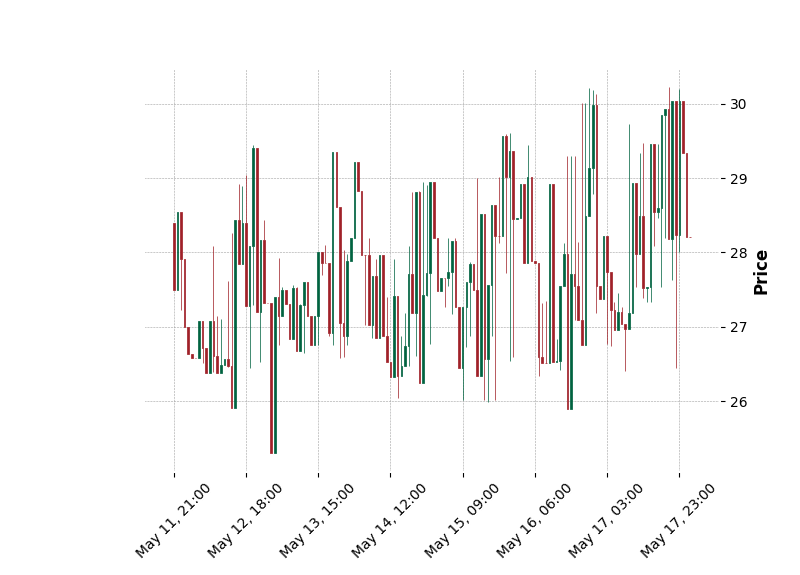 30
29
28
27
26
Price
May 11, 21:00
May 12, 18:00
May 13, 15:00
May 14, 12:00
May 15, 09:00
May 16, 06:00
May 17, 03:00
May 17, 23:00